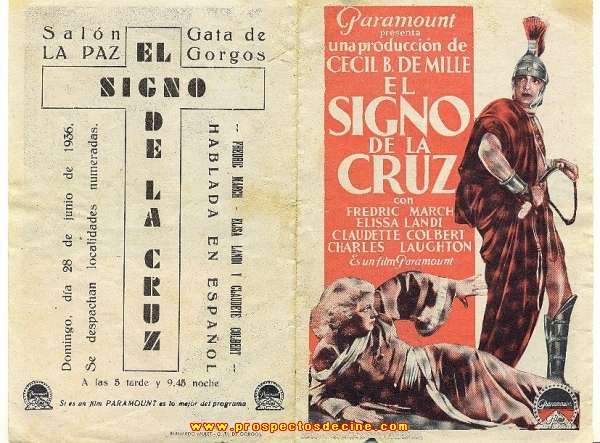 Salón
LA PAZ
Gata de
Gorgos
EL
SIGNO
DE LA CRUZ
Domingo, día 28 de junio de 1936.
Se despachan localidades numeradas.
-- FREDRIC MARCH - ELISA LANDI Y CLAUDETE COLBERT --
HABLADA EN ESPAÑOL
A las 5 tarde y 9.45 noche
Si es un film PARAMOUNT es lo mejor del programa
Paramount
presenta
una producción de
CECIL B. DE MILLE
EL
SIGNO
DE LA
CRUZ
con
FREDRIC MARCH
ELISSA LANDI
CLAUDETTE COLBERT
CHARLES LAUGHTON
Es un film Paramount
Paramount
www.prospectosdecine.com